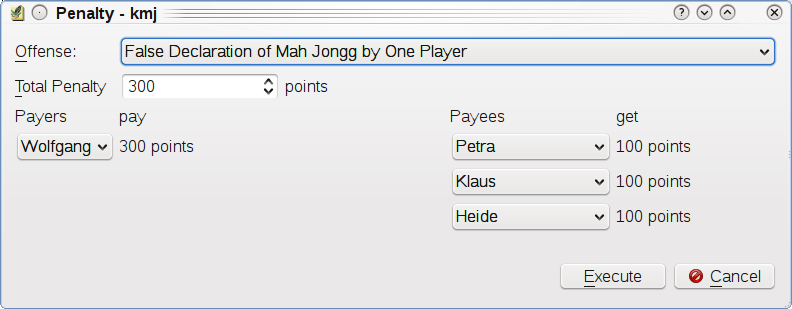 Penalty - kmj
Offense: False Declaration of Mah Jongg by One Player
Total Penalty 300 points
Payers pay Payees get
Wolfgang 300 points Petra 100 points
Klaus 100 points
Heide 100 points
Execute Cancel